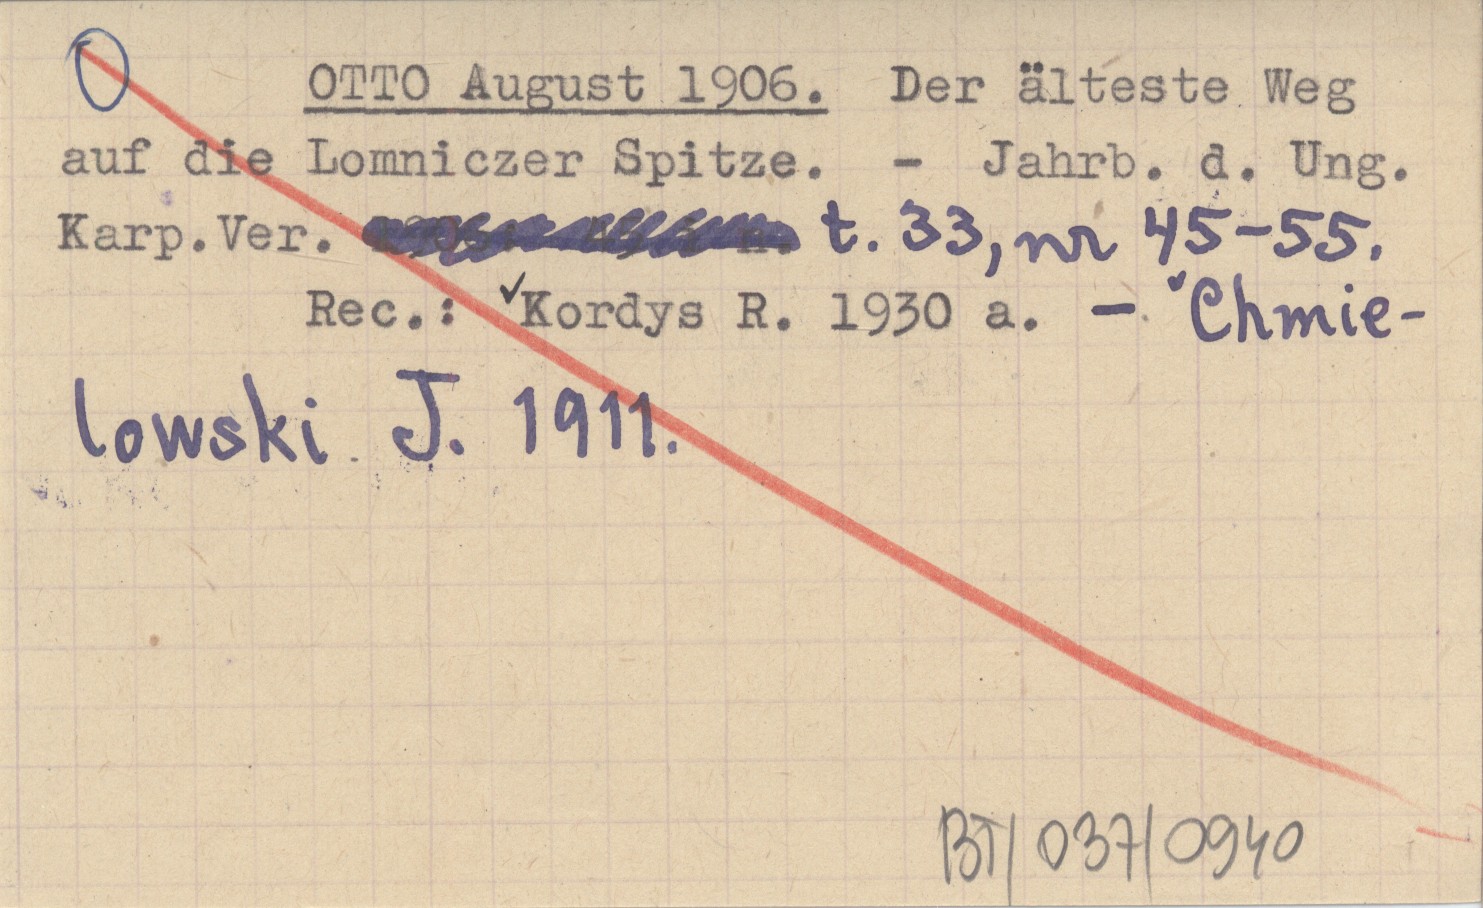 OTTO August 1906. Der älteste Weg
auf die Lomniczer Spitze. - Jahrb. d. Ung.
Karp.Ver. t. 33, nr 45-55.
Rec.: ✓Kordys R. 1930 a. - ✓Chmie-
lowski J. 1911.
BT/037/0940